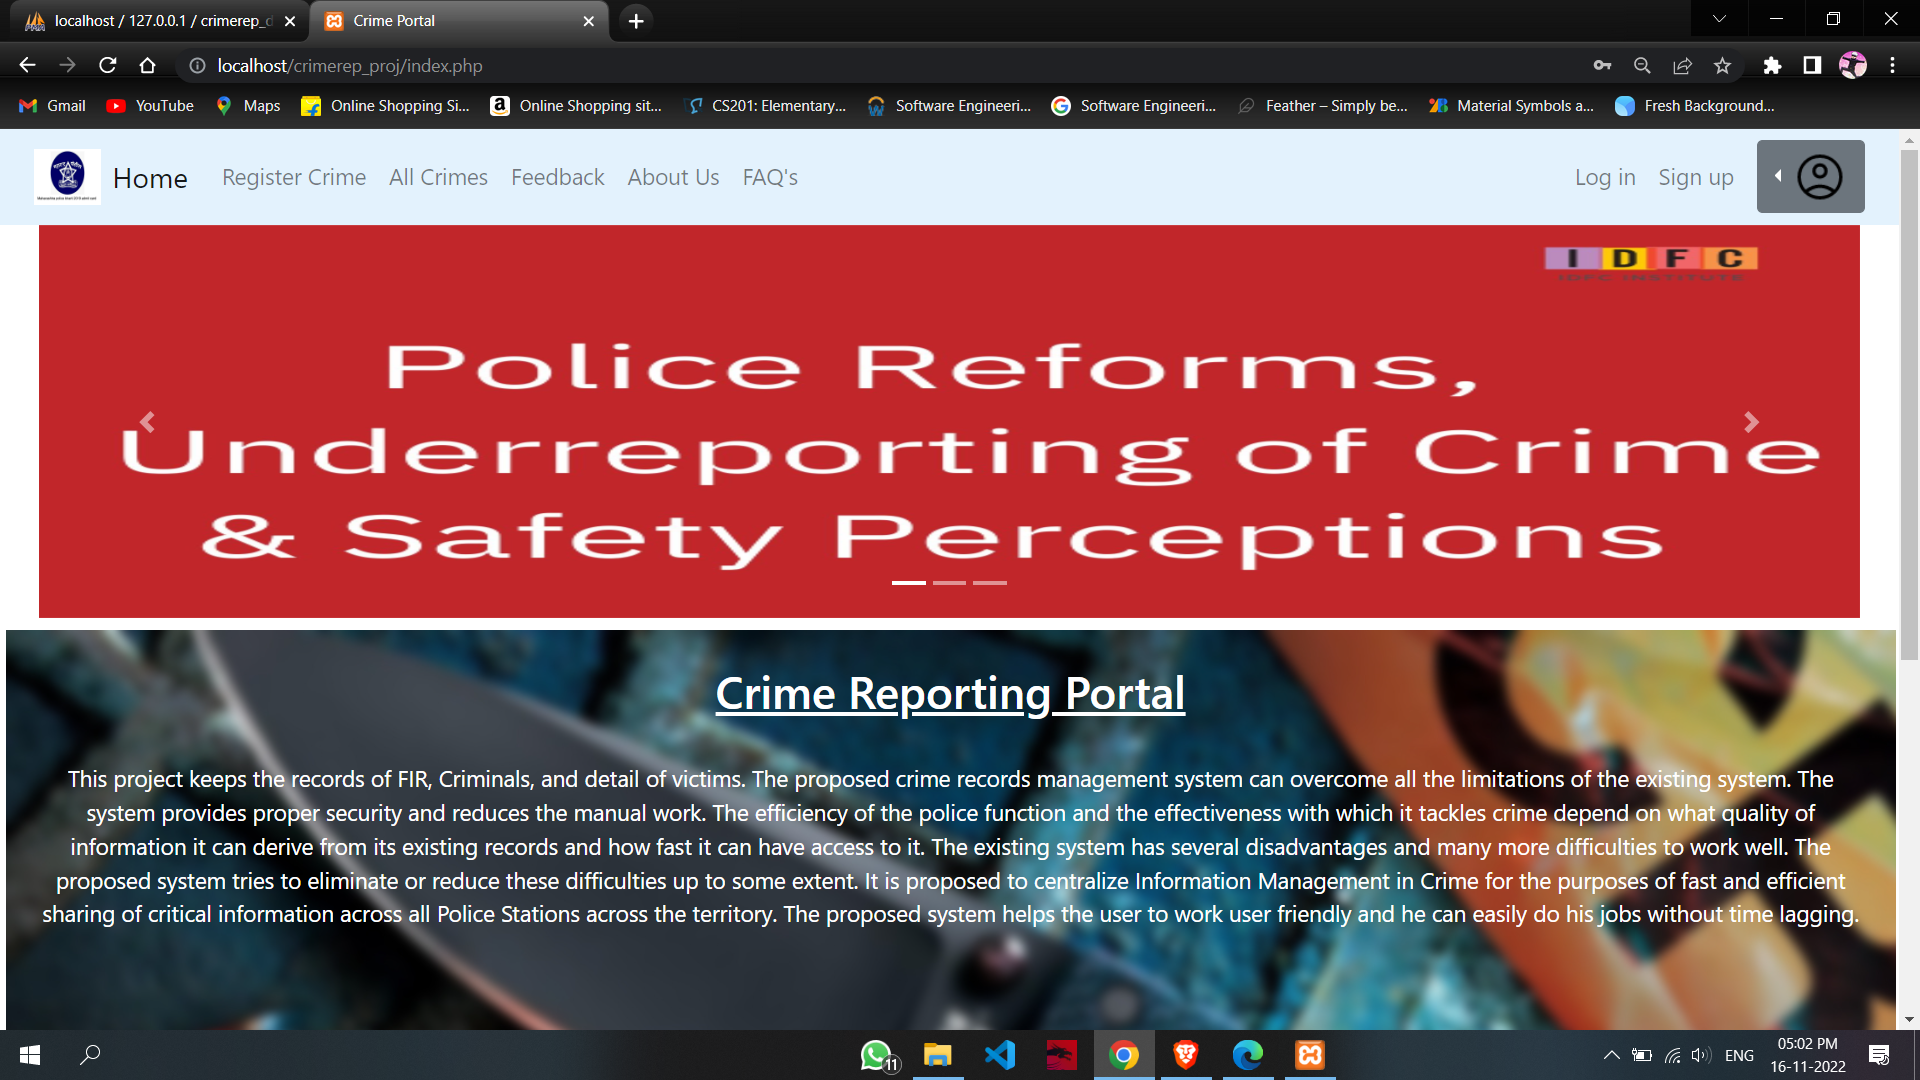 localhost / 127.0.0.1 / crimerep_d
Crime Portal
localhost/crimerep_proj/index.php
Gmail
YouTube
Maps
Online Shopping Si...
Online Shopping sit...
CS201: Elementary...
Software Engineeri...
Software Engineeri...
Feather – Simply be...
Material Symbols a...
Fresh Background...
Home
Register Crime
All Crimes
Feedback
About Us
FAQ's
Log in
Sign up
IDFC
IDFC INSTITUTE
Police Reforms,
Underreporting of Crime
& Safety Perceptions
Crime Reporting Portal
This project keeps the records of FIR, Criminals, and detail of victims. The proposed crime records management system can overcome all the limitations of the existing system. The
system provides proper security and reduces the manual work. The efficiency of the police function and the effectiveness with which it tackles crime depend on what quality of
information it can derive from its existing records and how fast it can have access to it. The existing system has several disadvantages and many more difficulties to work well. The
proposed system tries to eliminate or reduce these difficulties up to some extent. It is proposed to centralize Information Management in Crime for the purposes of fast and efficient
sharing of critical information across all Police Stations across the territory. The proposed system helps the user to work user friendly and he can easily do his jobs without time lagging.
11
ENG
05:02 PM
16-11-2022